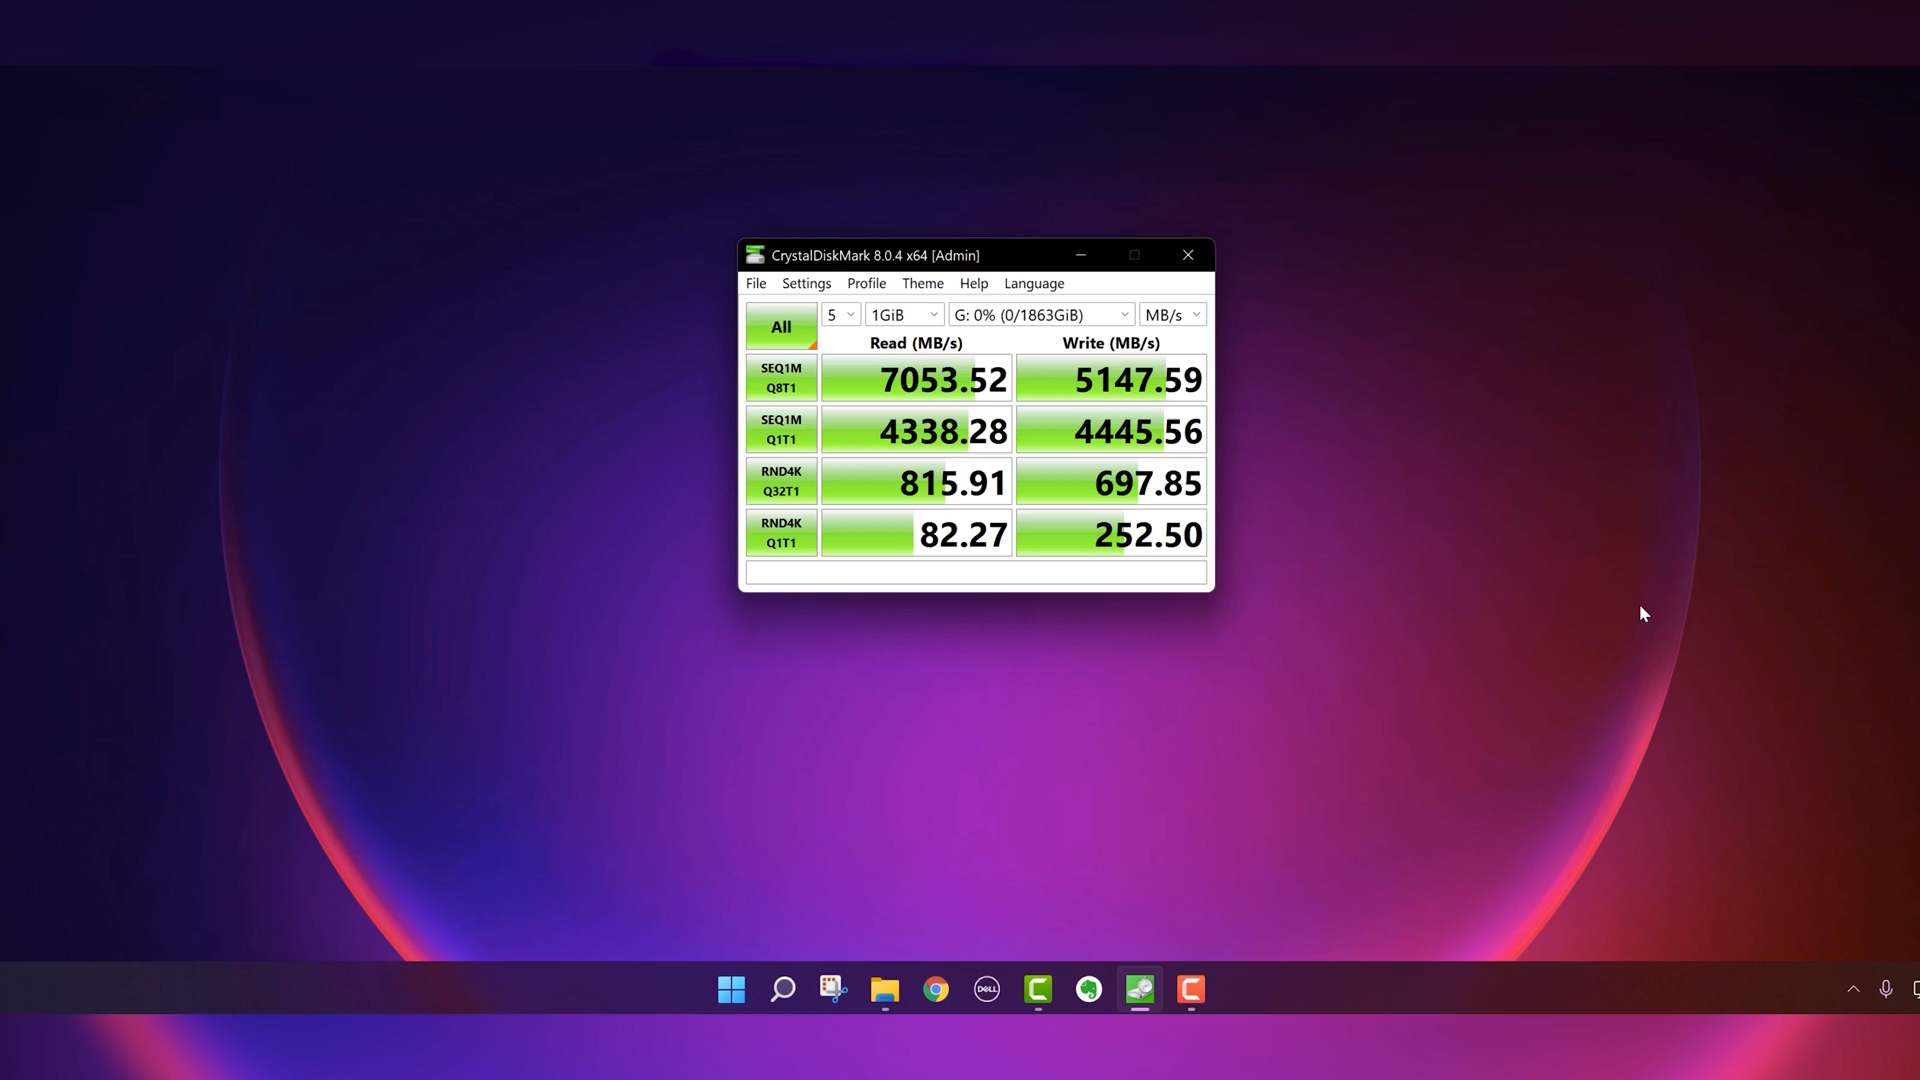 CrystalDiskMark 8.0.4 x64 [Admin]
File Settings Profile Theme Help Language
All 5 1GiB G: 0% (0/1863GiB) MB/s
Read (MB/s) Write (MB/s)
SEQ1M
Q8T1
7053.52 5147.59
SEQ1M
Q1T1
4338.28 4445.56
RND4K
Q32T1
815.91 697.85
RND4K
Q1T1
82.27 252.50
DELL